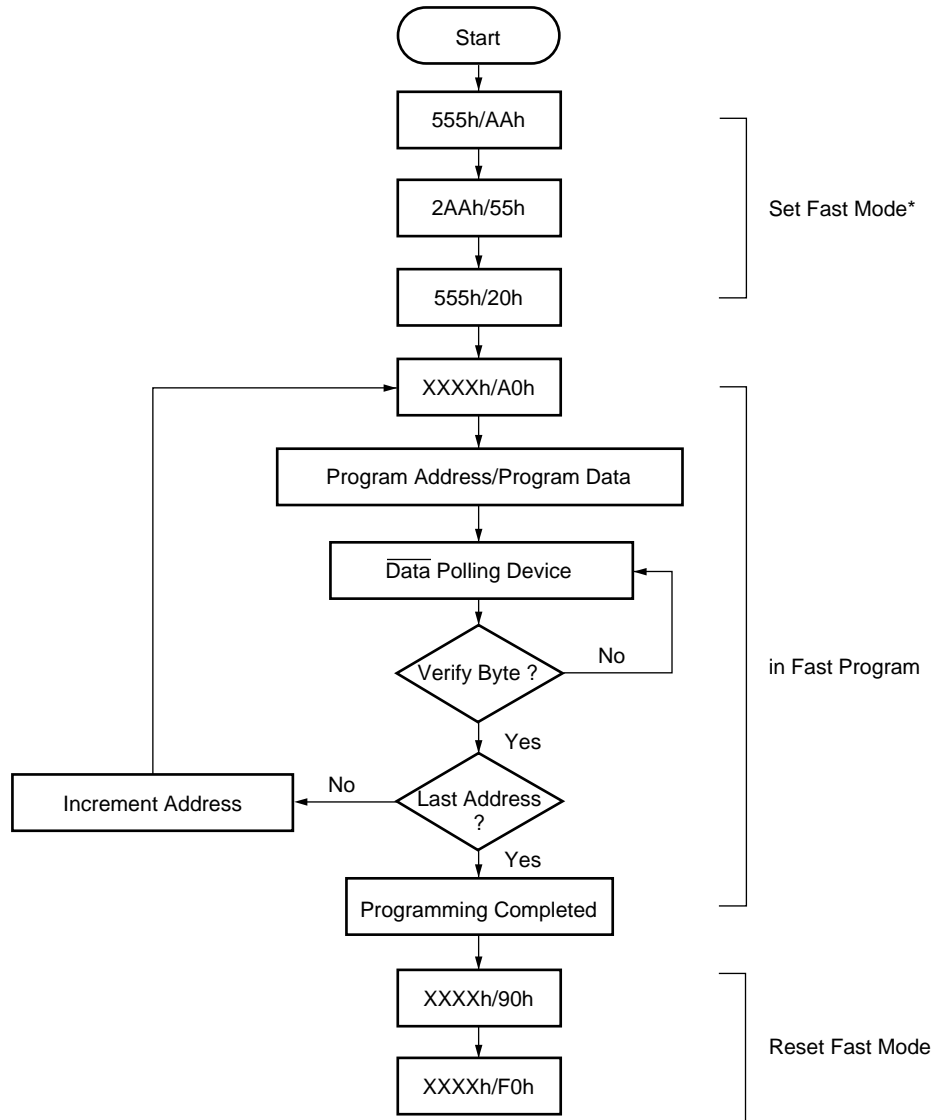 Start
555h/AAh
2AAh/55h
Set Fast Mode*
555h/20h
XXXXh/A0h
Program Address/Program Data
Data Polling Device
Verify Byte ?
No
in Fast Program
Yes
Increment Address
No
Last Address
?
Yes
Programming Completed
XXXXh/90h
Reset Fast Mode
XXXXh/F0h